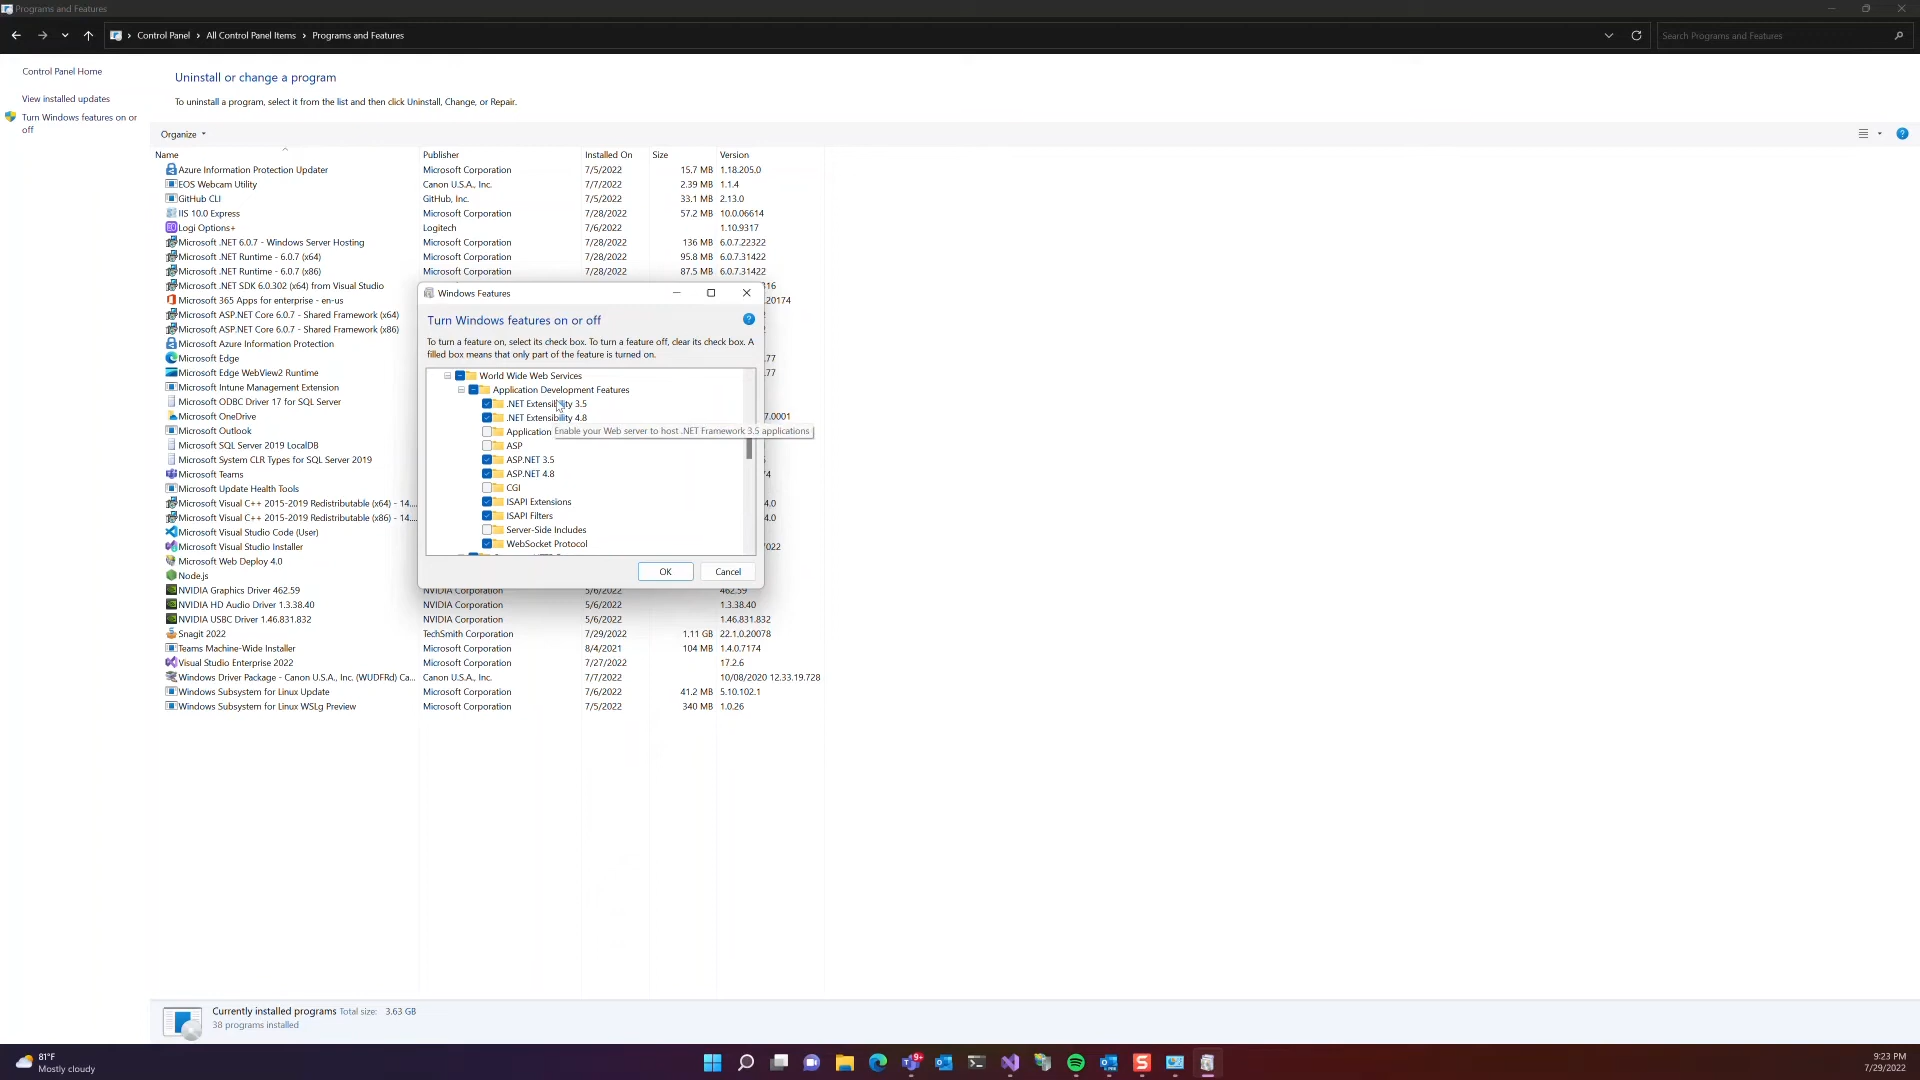 Programs and Features
Control Panel
All Control Panel Items
Programs and Features
Search Programs and Features
Control Panel Home
View installed updates
Turn Windows features on or
off
Uninstall or change a program
To uninstall a program, select it from the list and then click Uninstall, Change, or Repair.
Organize
Name Publisher Installed On Size Version
Azure Information Protection Updater Microsoft Corporation 7/5/2022 15.7 MB 1.18.205.0
EOS Webcam Utility Canon U.S.A., Inc. 7/7/2022 2.39 MB 1.1.4
GitHub CLI GitHub, Inc. 7/5/2022 33.1 MB 2.13.0
IIS 10.0 Express Microsoft Corporation 7/28/2022 57.2 MB 10.0.06614
Logi Options+ Logitech 7/6/2022 1.10.9317
Microsoft .NET 6.0.7 - Windows Server Hosting Microsoft Corporation 7/28/2022 136 MB 6.0.7.22322
Microsoft .NET Runtime - 6.0.7 (x64) Microsoft Corporation 7/28/2022 95.8 MB 6.0.7.31422
Microsoft .NET Runtime - 6.0.7 (x86) Microsoft Corporation 7/28/2022 87.5 MB 6.0.7.31422
Microsoft .NET SDK 6.0.302 (x64) from Visual Studio 316
Microsoft 365 Apps for enterprise - en-us .20174
Microsoft ASP.NET Core 6.0.7 - Shared Framework (x64)
Microsoft ASP.NET Core 6.0.7 - Shared Framework (x86)
Microsoft Azure Information Protection
Microsoft Edge .77
Microsoft Edge WebView2 Runtime .77
Microsoft Intune Management Extension
Microsoft ODBC Driver 17 for SQL Server
Microsoft OneDrive 7.0001
Microsoft Outlook
Microsoft SQL Server 2019 LocalDB
Microsoft System CLR Types for SQL Server 2019
Microsoft Teams 74
Microsoft Update Health Tools
Microsoft Visual C++ 2015-2019 Redistributable (x64) - 14.... 4.0
Microsoft Visual C++ 2015-2019 Redistributable (x86) - 14.... 4.0
Microsoft Visual Studio Code (User)
Microsoft Visual Studio Installer 022
Microsoft Web Deploy 4.0
Node.js
NVIDIA Graphics Driver 462.59 NVIDIA Corporation 5/6/2022 462.59
NVIDIA HD Audio Driver 1.3.38.40 NVIDIA Corporation 5/6/2022 1.3.38.40
NVIDIA USBC Driver 1.46.831.832 NVIDIA Corporation 5/6/2022 1.46.831.832
Snagit 2022 TechSmith Corporation 7/29/2022 1.11 GB 22.1.0.20078
Teams Machine-Wide Installer Microsoft Corporation 8/4/2021 104 MB 1.4.0.7174
Visual Studio Enterprise 2022 Microsoft Corporation 7/27/2022 17.2.6
Windows Driver Package - Canon U.S.A., Inc. (WUDFRd) Ca... Canon U.S.A., Inc. 7/7/2022 10/08/2020 12.33.19.728
Windows Subsystem for Linux Update Microsoft Corporation 7/6/2022 41.2 MB 5.10.102.1
Windows Subsystem for Linux WSLg Preview Microsoft Corporation 7/5/2022 340 MB 1.0.26
Windows Features
Turn Windows features on or off
To turn a feature on, select its check box. To turn a feature off, clear its check box. A
filled box means that only part of the feature is turned on.
World Wide Web Services
Application Development Features
.NET Extensibility 3.5
.NET Extensibility 4.8
Application
Enable your Web server to host .NET Framework 3.5 applications
ASP
ASP.NET 3.5
ASP.NET 4.8
CGI
ISAPI Extensions
ISAPI Filters
Server-Side Includes
WebSocket Protocol
OK
Cancel
Currently installed programs Total size: 3.63 GB
38 programs installed
81°F
Mostly cloudy
9+
9:23 PM
7/29/2022